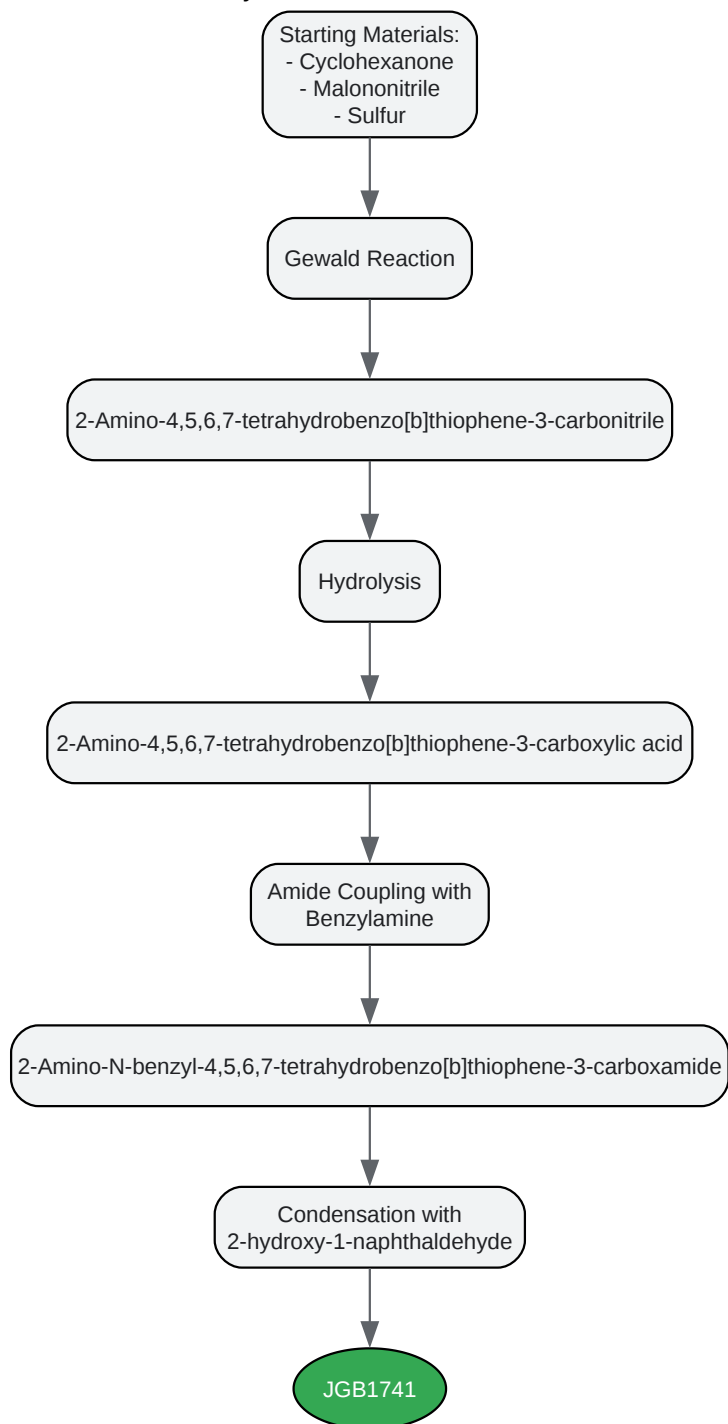 Starting Materials:
- Cyclohexanone
- Malononitrile
- Sulfur
Gewald Reaction
2-Amino-4,5,6,7-tetrahydrobenzo[b]thiophene-3-carbonitrile
Hydrolysis
2-Amino-4,5,6,7-tetrahydrobenzo[b]thiophene-3-carboxylic acid
Amide Coupling with
Benzylamine
2-Amino-N-benzyl-4,5,6,7-tetrahydrobenzo[b]thiophene-3-carboxamide
Condensation with
2-hydroxy-1-naphthaldehyde
JGB1741